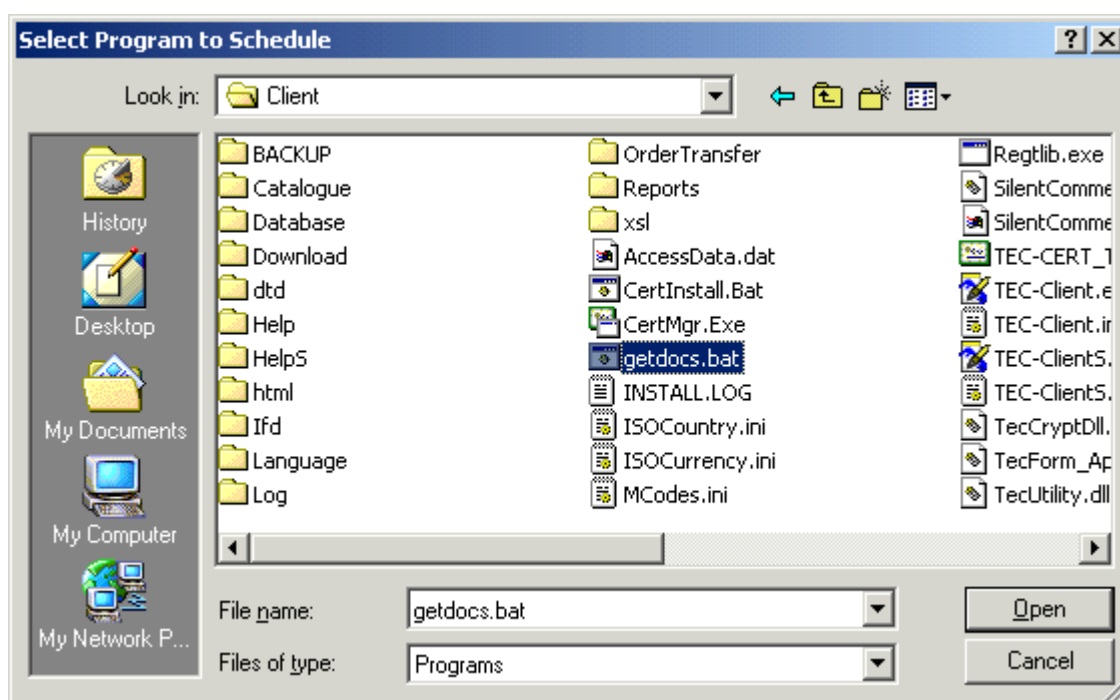 Select Program to Schedule
Look in: Client
History
Desktop
My Documents
My Computer
My Network P...
BACKUP
Catalogue
Database
Download
dtd
Help
HelpS
html
Ifd
Language
Log
OrderTransfer
Reports
xsl
AccessData.dat
CertInstall.Bat
CertMgr.Exe
getdocs.bat
INSTALL.LOG
ISOCountry.ini
ISOCurrency.ini
MCodes.ini
Regtlib.exe
SilentComme
SilentComme
TEC-CERT_T
TEC-Client.e
TEC-Client.in
TEC-ClientS.
TEC-ClientS.
TecCryptDll.
TecForm_Ap
TecUtility.dll
File name: getdocs.bat
Open
Files of type: Programs
Cancel